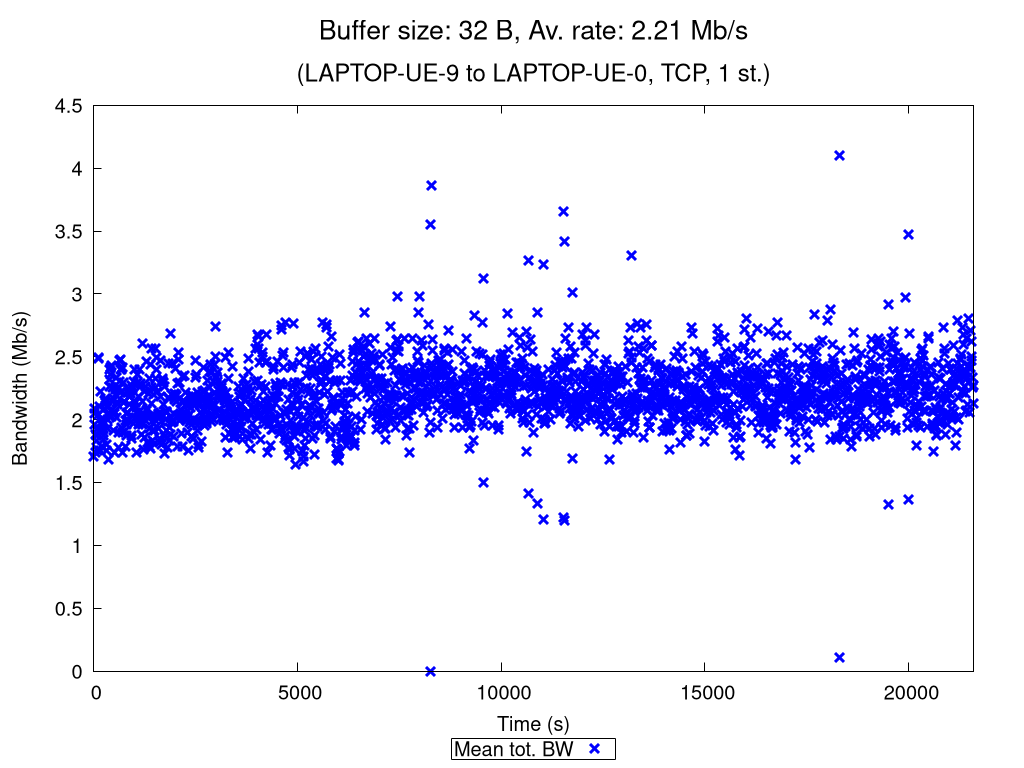 Buffer size: 32 B, Av. rate: 2.21 Mb/s
(LAPTOP-UE-9 to LAPTOP-UE-0, TCP, 1 st.)
4.5
4
3.5
3
2.5
2
1.5
1
0.5
0
Bandwidth (Mb/s)
0 5000 10000 15000 20000
Time (s)
Mean tot. BW